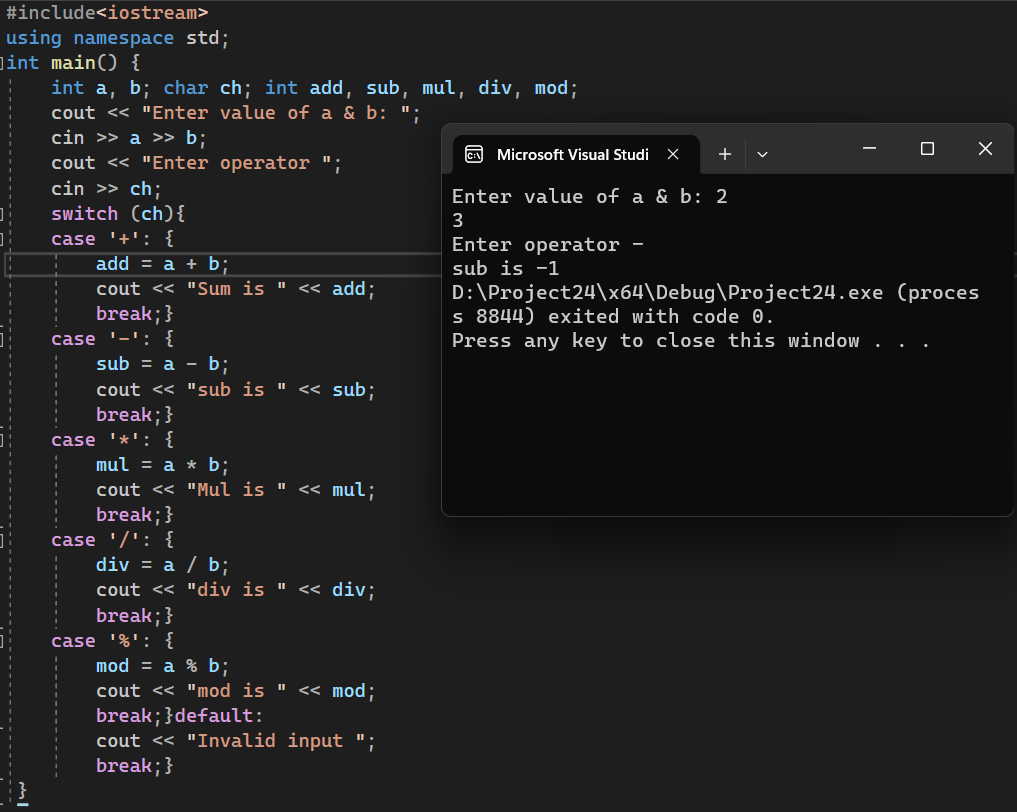 #include<iostream>
using namespace std;
int main() {
    int a, b; char ch; int add, sub, mul, div, mod;
    cout << "Enter value of a & b: ";
    cin >> a >> b;
    cout << "Enter operator ";
    cin >> ch;
    switch (ch){
    case '+': {
        add = a + b;
        cout << "Sum is " << add;
        break;}
    case '-': {
        sub = a - b;
        cout << "sub is " << sub;
        break;}
    case '*': {
        mul = a * b;
        cout << "Mul is " << mul;
        break;}
    case '/': {
        div = a / b;
        cout << "div is " << div;
        break;}
    case '%': {
        mod = a % b;
        cout << "mod is " << mod;
        break;}default:
        cout << "Invalid input ";
        break;}
}
Microsoft Visual Studi
Enter value of a & b: 2
3
Enter operator -
sub is -1
D:\Project24\x64\Debug\Project24.exe (proces
s 8844) exited with code 0.
Press any key to close this window . . .